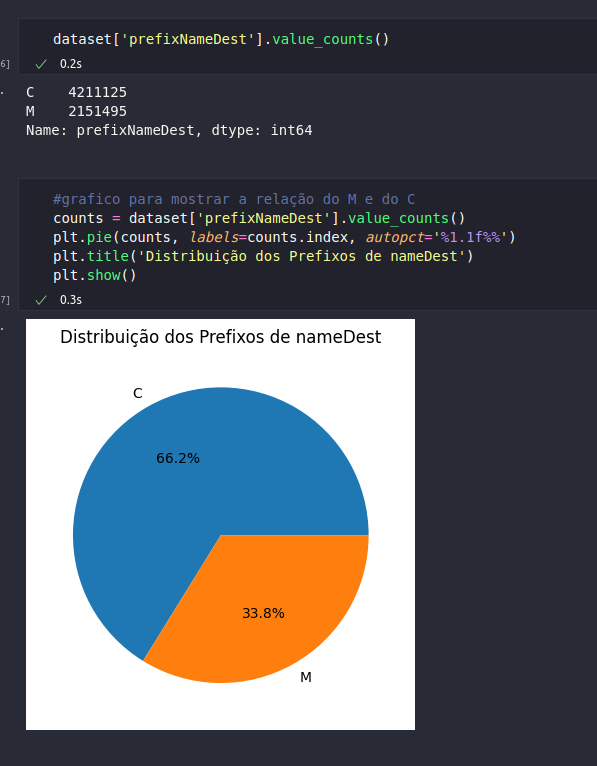 dataset['prefixNameDest'].value_counts()
6]
✓ 0.2s
C    4211125
M    2151495
Name: prefixNameDest, dtype: int64
#grafico para mostrar a relação do M e do C
counts = dataset['prefixNameDest'].value_counts()
plt.pie(counts, labels=counts.index, autopct='%1.1f%%')
plt.title('Distribuição dos Prefixos de nameDest')
plt.show()
7]
✓ 0.3s
Distribuição dos Prefixos de nameDest
C
66.2%
33.8%
M